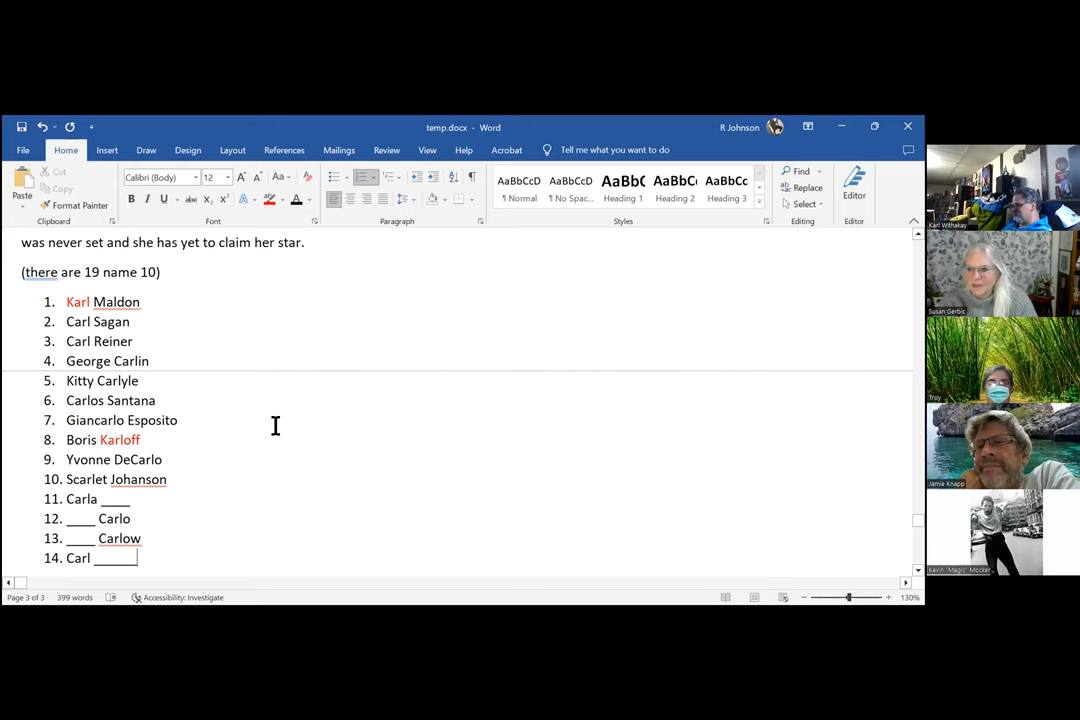 temp.docx - Word
R Johnson
File Home Insert Draw Design Layout References Mailings Review View Help Acrobat Tell me what you want to do
Cut
Copy
Format Painter
Paste
Clipboard
Calibri (Body) 12
Font
Paragraph
AaBbCcD AaBbCcD AaBbC AaBbCc AaBbCc
¶ Normal ¶ No Spac... Heading 1 Heading 2 Heading 3
Styles
Find
Replace
Select
Editing
Editor
Editor
was never set and she has yet to claim her star.
(there are 19 name 10)
1. Karl Maldon
2. Carl Sagan
3. Carl Reiner
4. George Carlin
5. Kitty Carlyle
6. Carlos Santana
7. Giancarlo Esposito
8. Boris Karloff
9. Yvonne DeCarlo
10. Scarlet Johanson
11. Carla ____
12. ____ Carlo
13. ____ Carlow
14. Carl ______
Page 3 of 3 399 words Accessibility: Investigate 130%
Karl Withakay
Susan Gerbic
Troy
Jamie Knapp
Kevin "Magic" Mocker